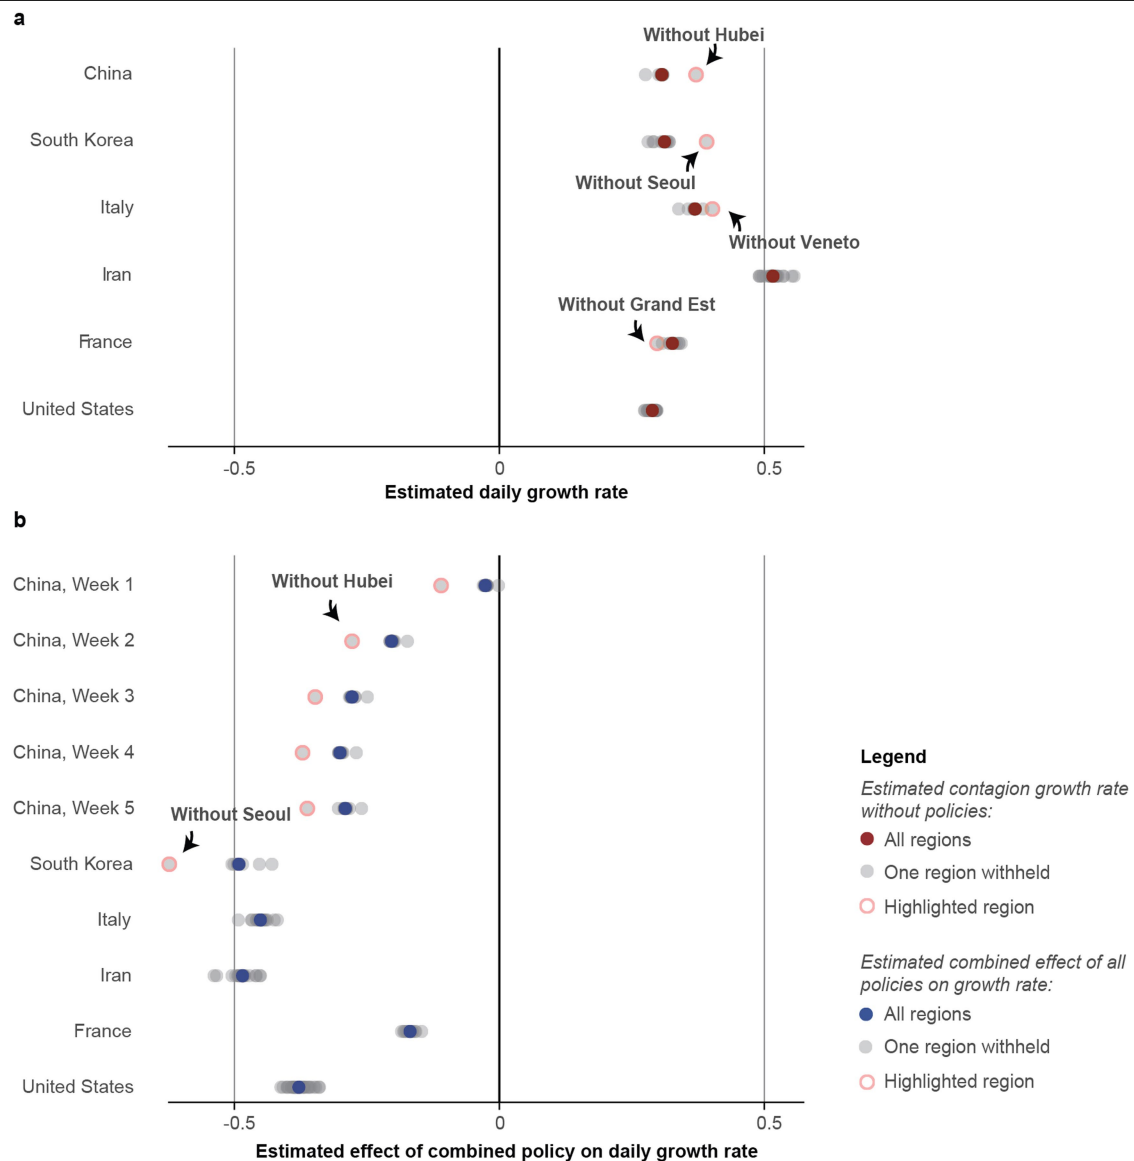 a
Without Hubei
China
South Korea
Without Seoul
Italy
Without Veneto
Iran
Without Grand Est
France
United States
-0.5 0 0.5
Estimated daily growth rate
b
China, Week 1
Without Hubei
China, Week 2
China, Week 3
China, Week 4
China, Week 5
Without Seoul
South Korea
Italy
Iran
France
United States
-0.5 0 0.5
Estimated effect of combined policy on daily growth rate
Legend
Estimated contagion growth rate
without policies:
All regions
One region withheld
Highlighted region
Estimated combined effect of all
policies on growth rate:
All regions
One region withheld
Highlighted region